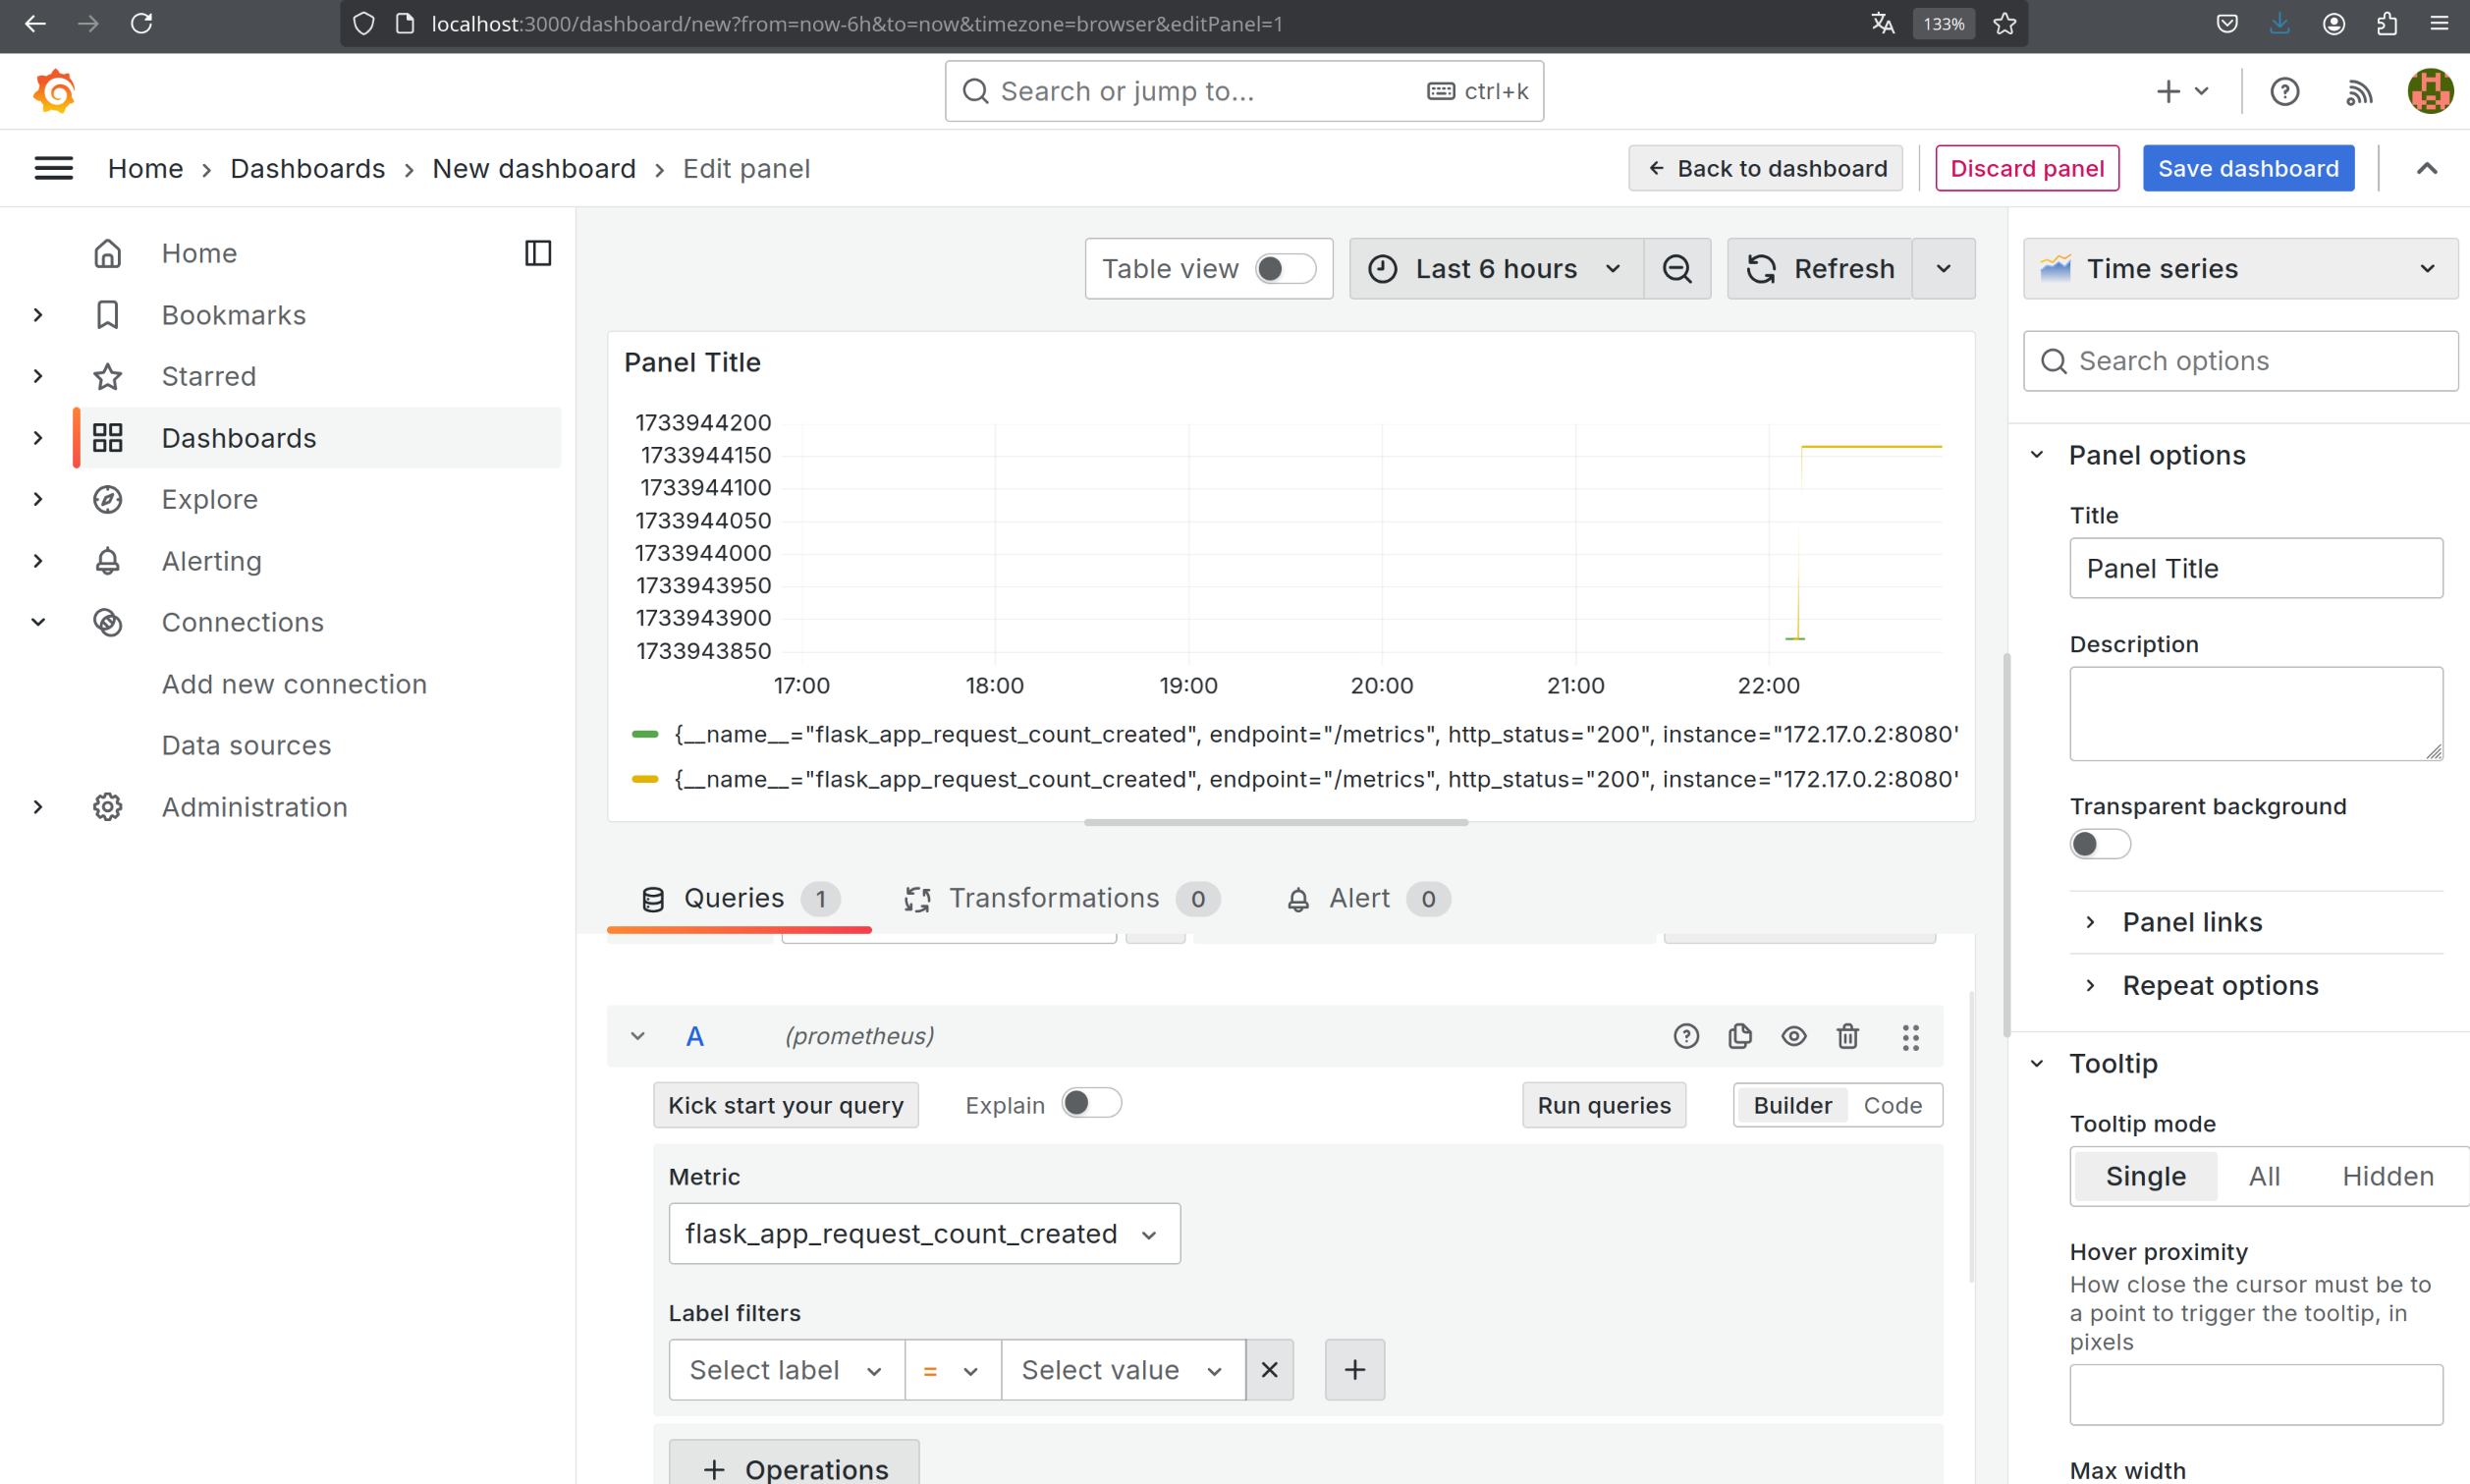 localhost:3000/dashboard/new?from=now-6h&to=now&timezone=browser&editPanel=1
133%
Search or jump to...
ctrl+k
Home › Dashboards › New dashboard › Edit panel
Back to dashboard
Discard panel
Save dashboard
Home
Bookmarks
Starred
Dashboards
Explore
Alerting
Connections
Add new connection
Data sources
Administration
Table view
Last 6 hours
Refresh
Panel Title
1733944200
1733944150
1733944100
1733944050
1733944000
1733943950
1733943900
1733943850
17:00 18:00 19:00 20:00 21:00 22:00
{__name__="flask_app_request_count_created", endpoint="/metrics", http_status="200", instance="172.17.0.2:8080'
{__name__="flask_app_request_count_created", endpoint="/metrics", http_status="200", instance="172.17.0.2:8080'
Queries 1
Transformations 0
Alert 0
A (prometheus)
Kick start your query
Explain
Run queries
Builder Code
Metric
flask_app_request_count_created
Label filters
Select label = Select value
+ Operations
Time series
Search options
Panel options
Title
Panel Title
Description
Transparent background
Panel links
Repeat options
Tooltip
Tooltip mode
Single All Hidden
Hover proximity
How close the cursor must be to
a point to trigger the tooltip, in
pixels
Max width